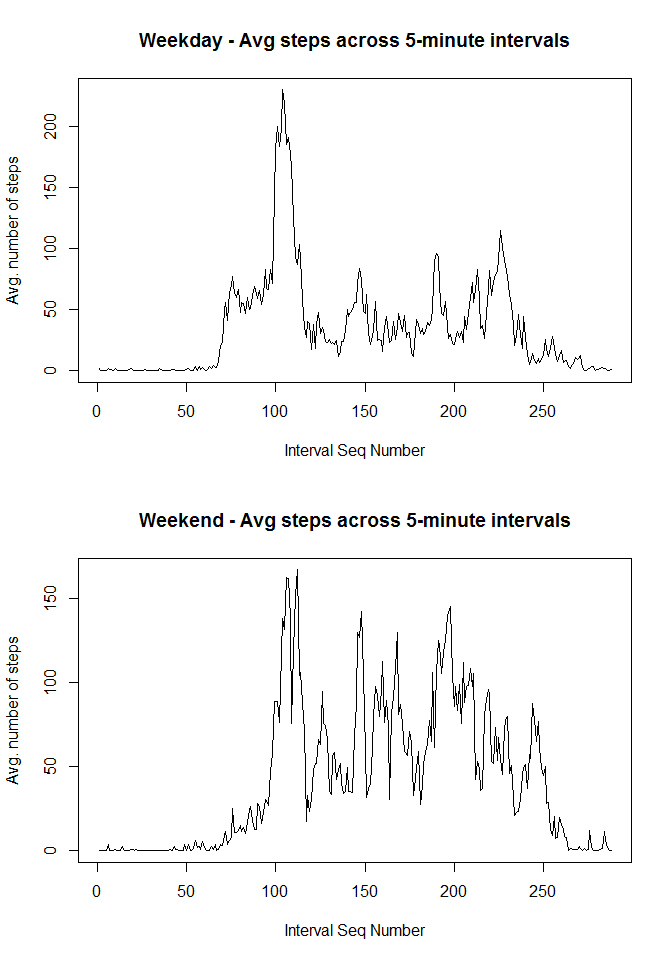 Weekday - Avg steps across 5-minute intervals
Avg. number of steps
200
150
100
50
0
0 50 100 150 200 250
Interval Seq Number
Weekend - Avg steps across 5-minute intervals
Avg. number of steps
150
100
50
0
0 50 100 150 200 250
Interval Seq Number